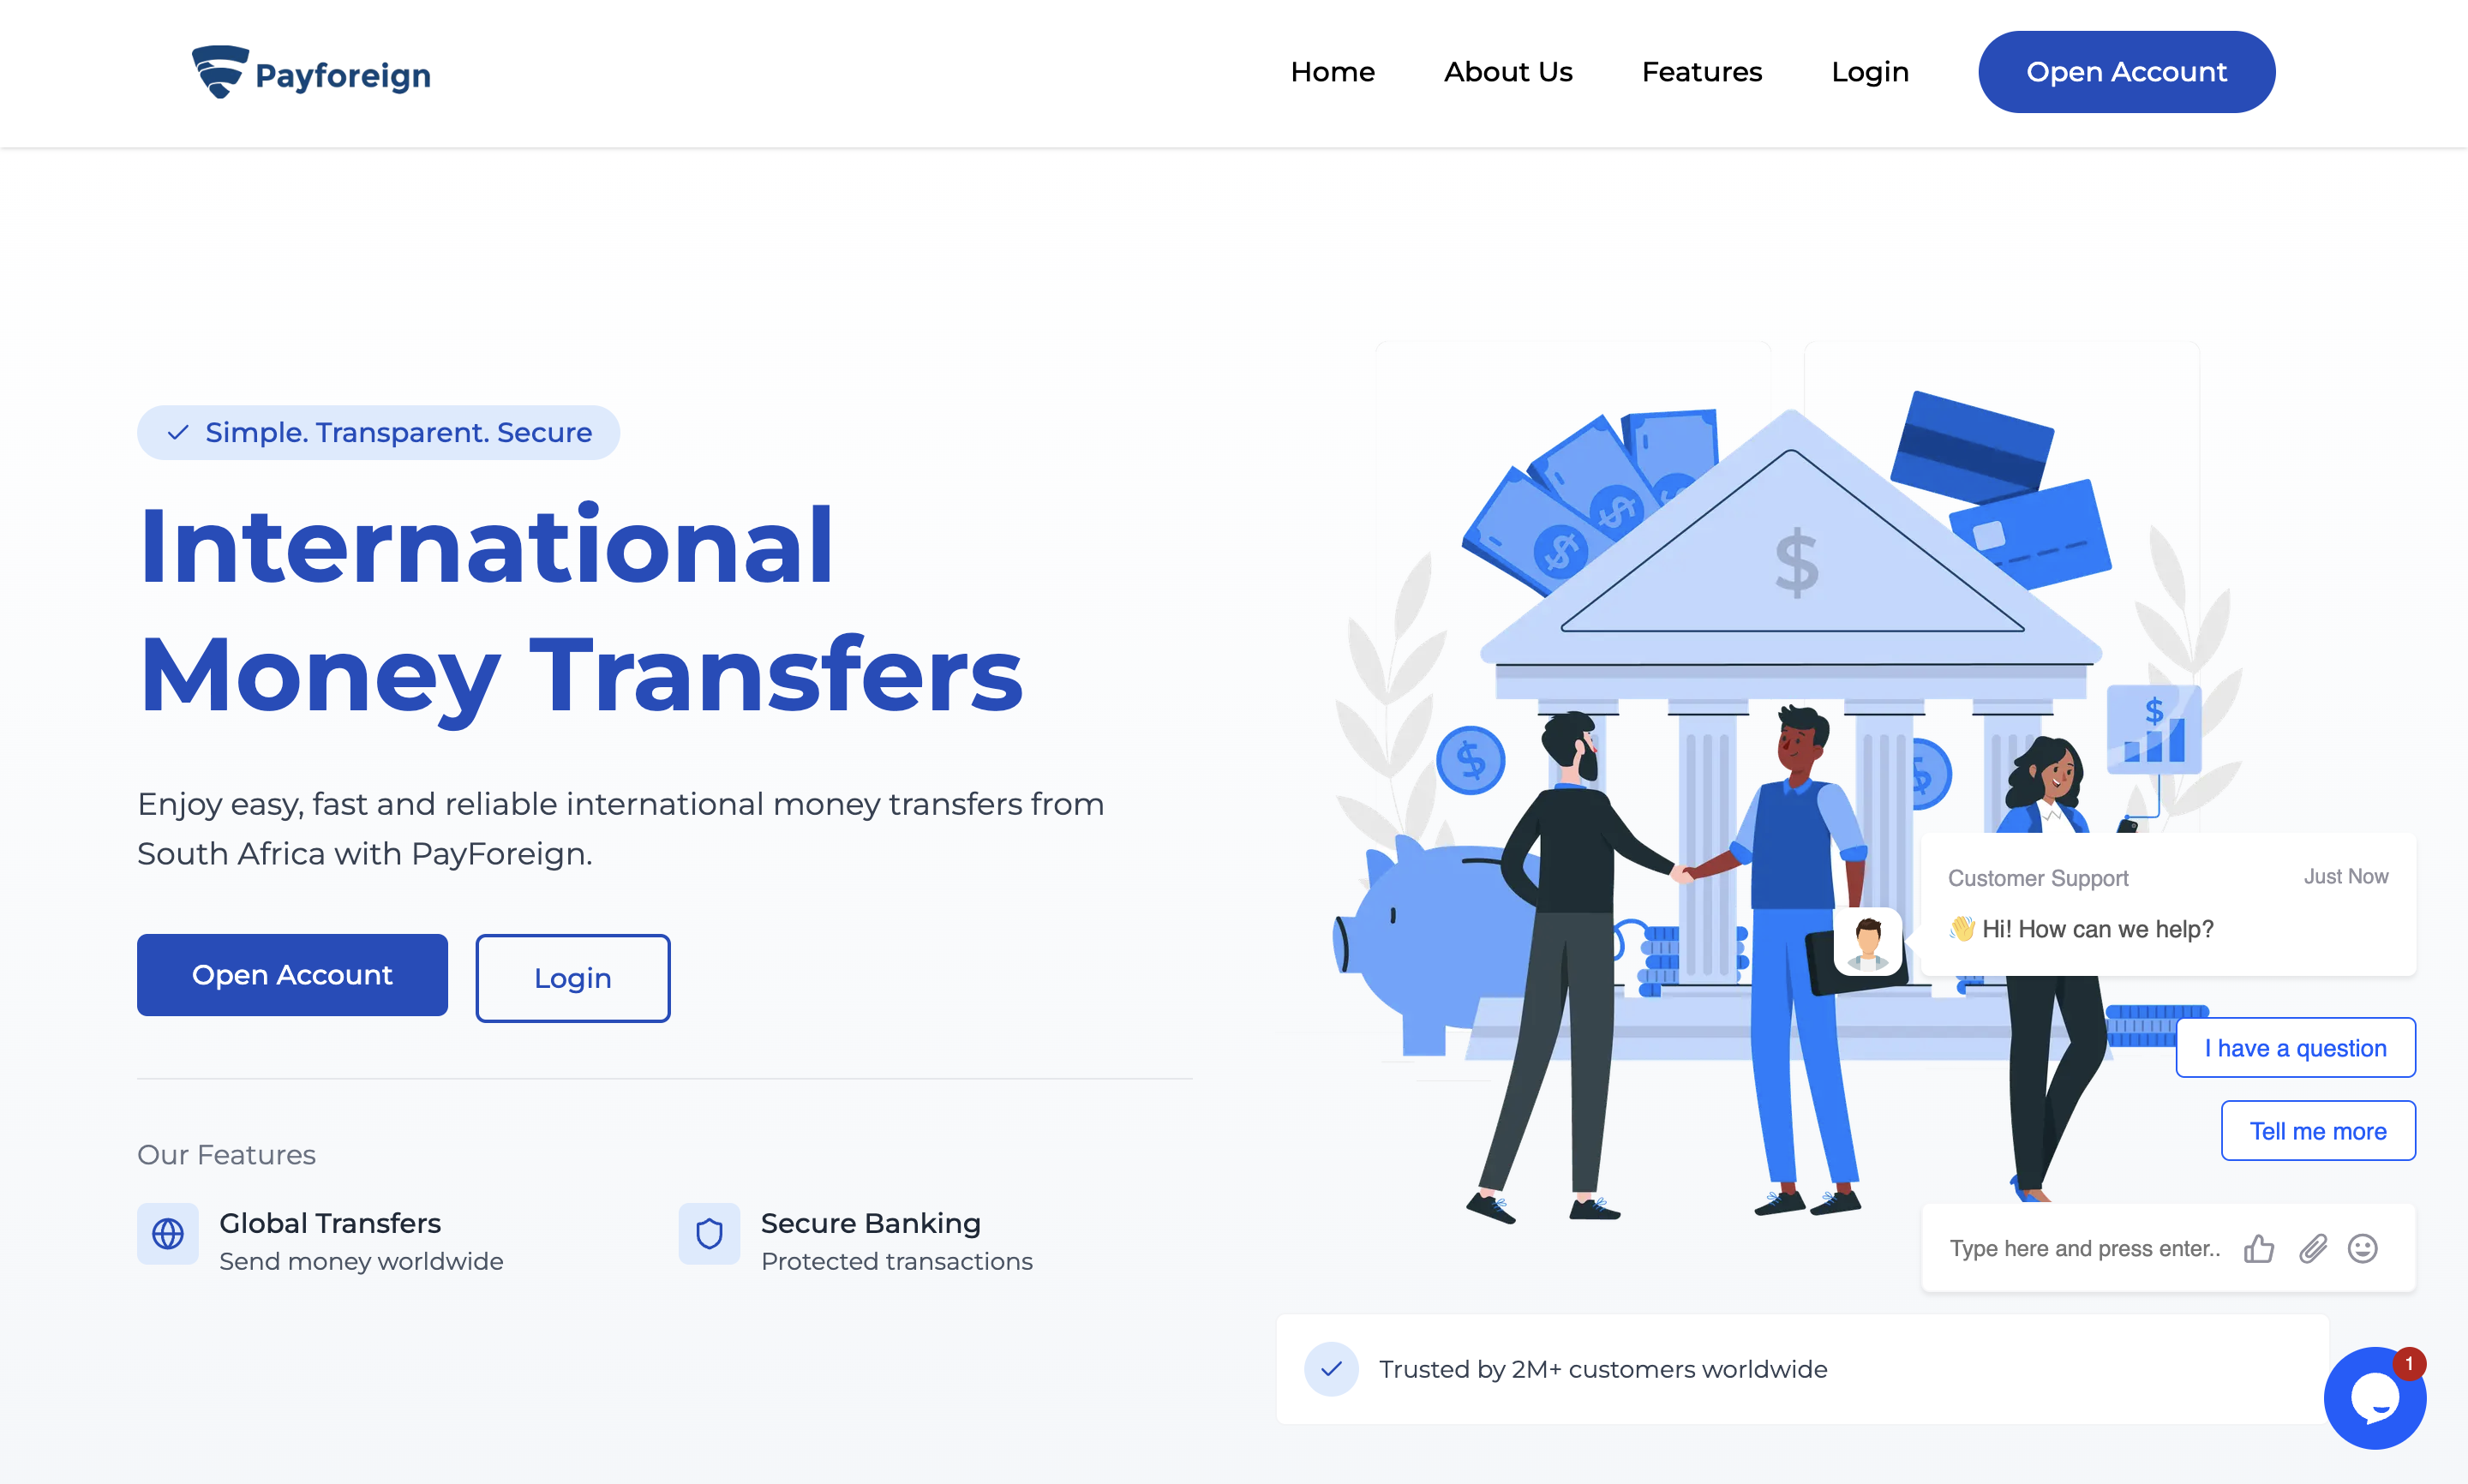 Payforeign
Home
About Us
Features
Login
Open Account
Simple. Transparent. Secure
International
Money Transfers
Enjoy easy, fast and reliable international money transfers from
South Africa with PayForeign.
Open Account
Login
Our Features
Global Transfers
Send money worldwide
Secure Banking
Protected transactions
$
$
$
$
$
$
$
Customer Support
Just Now
👋 Hi! How can we help?
I have a question
Tell me more
Type here and press enter..
Trusted by 2M+ customers worldwide
1